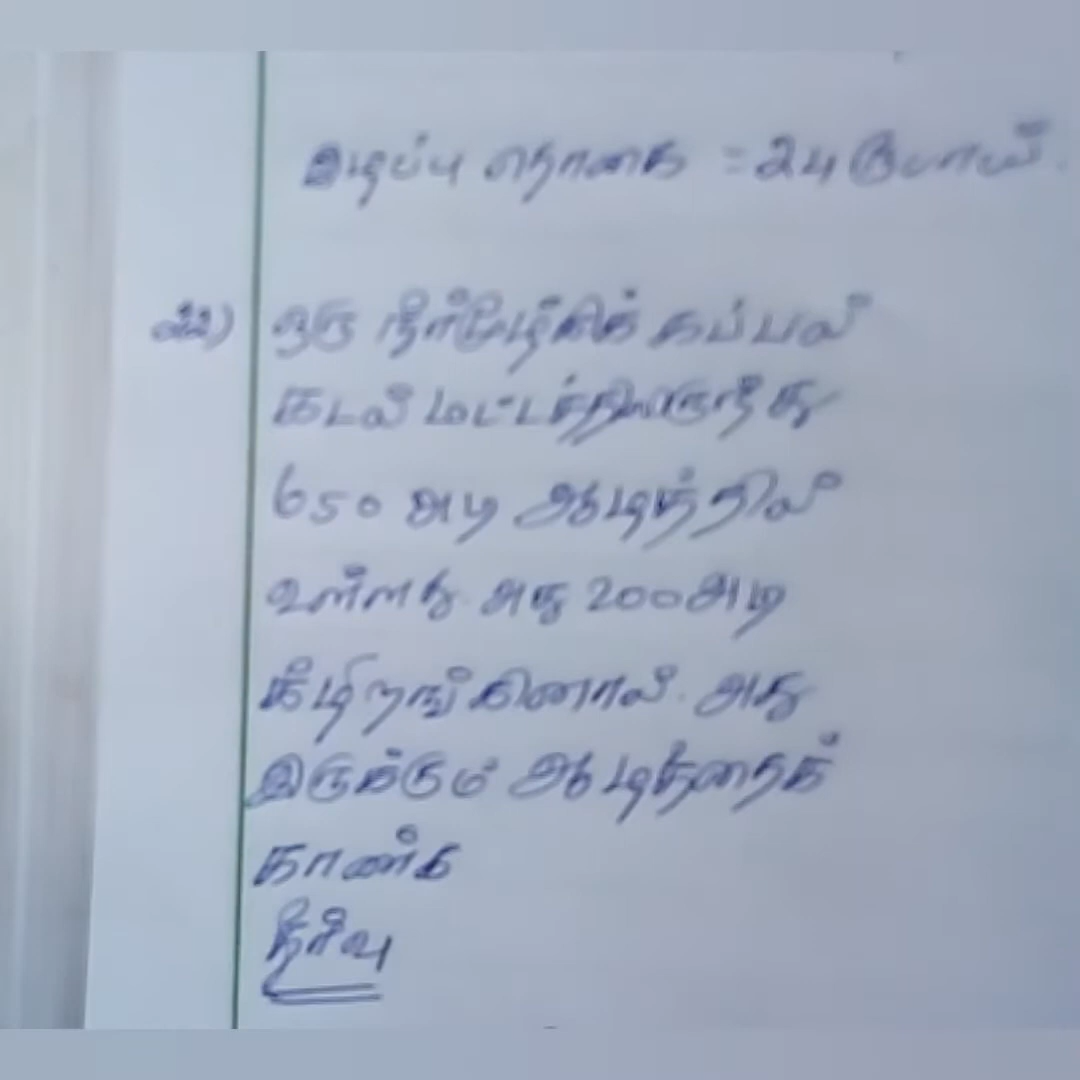 இழப்பு தொகை = 24 ரூபாய்.
22) ஒரு நீர்மூழ்கிக் கப்பல்
கடல் மட்டத்திலிருந்து
650 அடி ஆழத்தில்
உள்ளது. அது 200 அடி
கீழிறங்கினால். அது
இருக்கும் ஆழத்தைக்
காண்க
தீர்வு